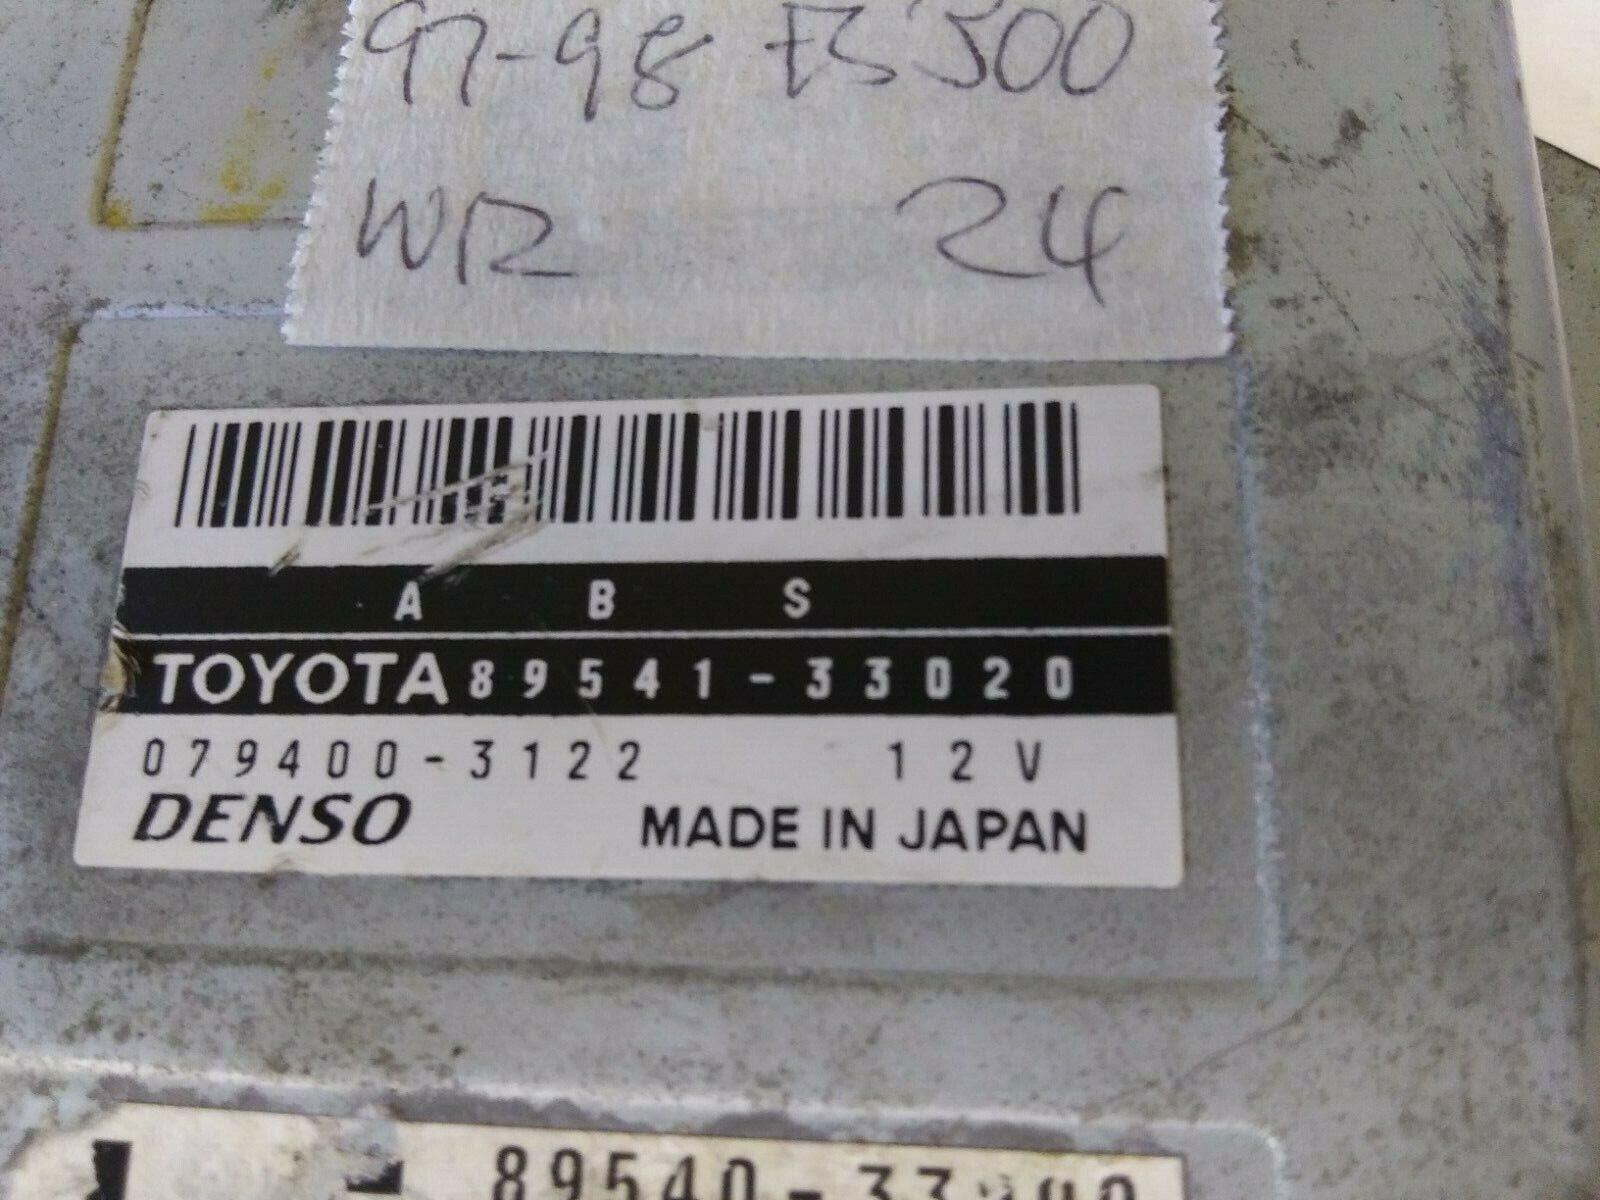 97-98 ES300
WR 24
A B S
TOYOTA 89541-33020
079400-3122 12V
DENSO MADE IN JAPAN